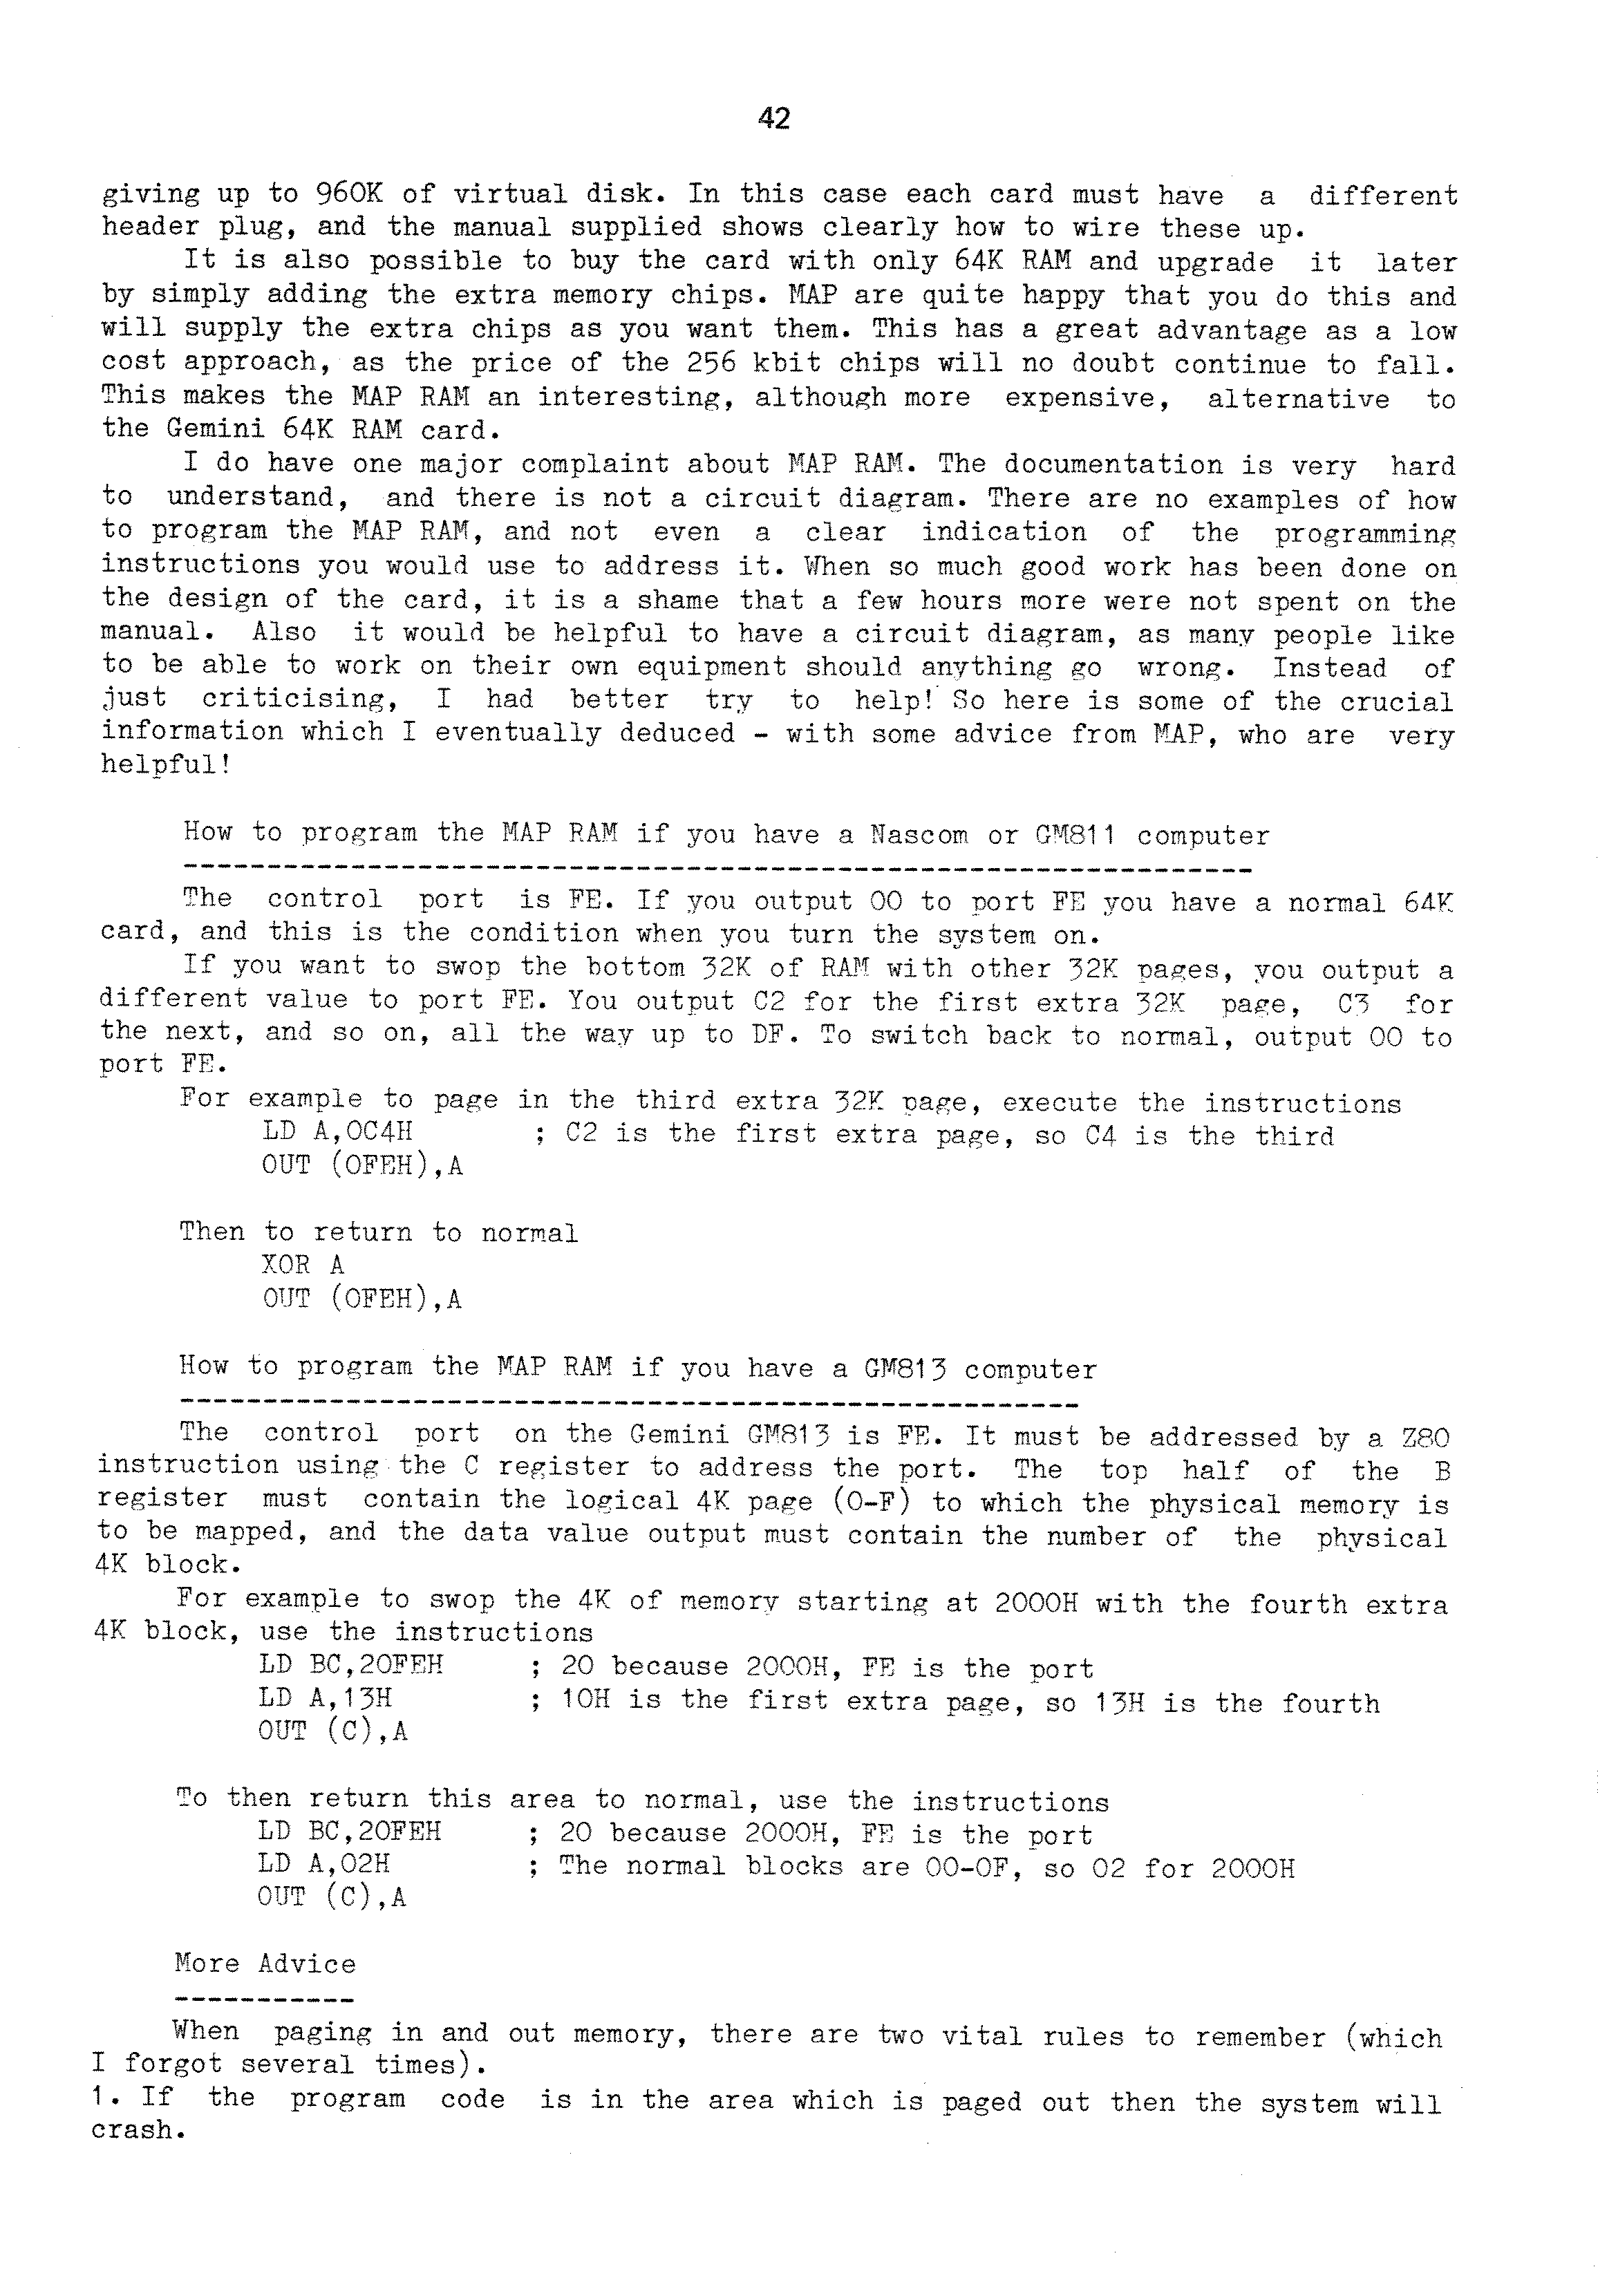 42
giving up to 960K of virtual disk. In this case each card must have a different
header plug, and the manual supplied shows clearly how to wire these up.
It is also possible to buy the card with only 64K RAM and upgrade it later
by simply adding the extra memory chips. MAP are quite happy that you do this and
will supply the extra chips as you want them. This has a great advantage as a low
cost approach, as the price of the 256 kbit chips will no doubt continue to fall.
This makes the MAP RAM an interesting, although more expensive, alternative to
the Gemini 64K RAM card.
I do have one major complaint about MAP RAM. The documentation is very hard
to understand, and there is not a circuit diagram. There are no examples of how
to program the MAP RAM, and not even a clear indication of the programming
instructions you would use to address it. When so much good work has been done on
the design of the card, it is a shame that a few hours more were not spent on the
manual. Also it would be helpful to have a circuit diagram, as many people like
to be able to work on their own equipment should anything go wrong. Instead of
just criticising, I had better try to help! So here is some of the crucial
information which I eventually deduced - with some advice from MAP, who are very
helpful!
How to program the MAP RAM if you have a Nascom or GM811 computer
-----------------------------------------------------------------
The control port is FE. If you output 00 to port FE you have a normal 64K
card, and this is the condition when you turn the system on.
If you want to swop the bottom 32K of RAM with other 32K pages, you output a
different value to port FE. You output C2 for the first extra 32K page, C3 for
the next, and so on, all the way up to DF. To switch back to normal, output 00 to
port FE.
For example to page in the third extra 32K page, execute the instructions
LD A,0C4H ; C2 is the first extra page, so C4 is the third
OUT (0FEH),A
Then to return to normal
XOR A
OUT (0FEH),A
How to program the MAP RAM if you have a GM813 computer
-------------------------------------------------------
The control port on the Gemini GM813 is FE. It must be addressed by a Z80
instruction using the C register to address the port. The top half of the B
register must contain the logical 4K page (0-F) to which the physical memory is
to be mapped, and the data value output must contain the number of the physical
4K block.
For example to swop the 4K of memory starting at 2000H with the fourth extra
4K block, use the instructions
LD BC,20FEH ; 20 because 2000H, FE is the port
LD A,13H ; 10H is the first extra page, so 13H is the fourth
OUT (C),A
To then return this area to normal, use the instructions
LD BC,20FEH ; 20 because 2000H, FE is the port
LD A,02H ; The normal blocks are 00-0F, so 02 for 2000H
OUT (C),A
More Advice
-----------
When paging in and out memory, there are two vital rules to remember (which
I forgot several times).
1. If the program code is in the area which is paged out then the system will
crash.